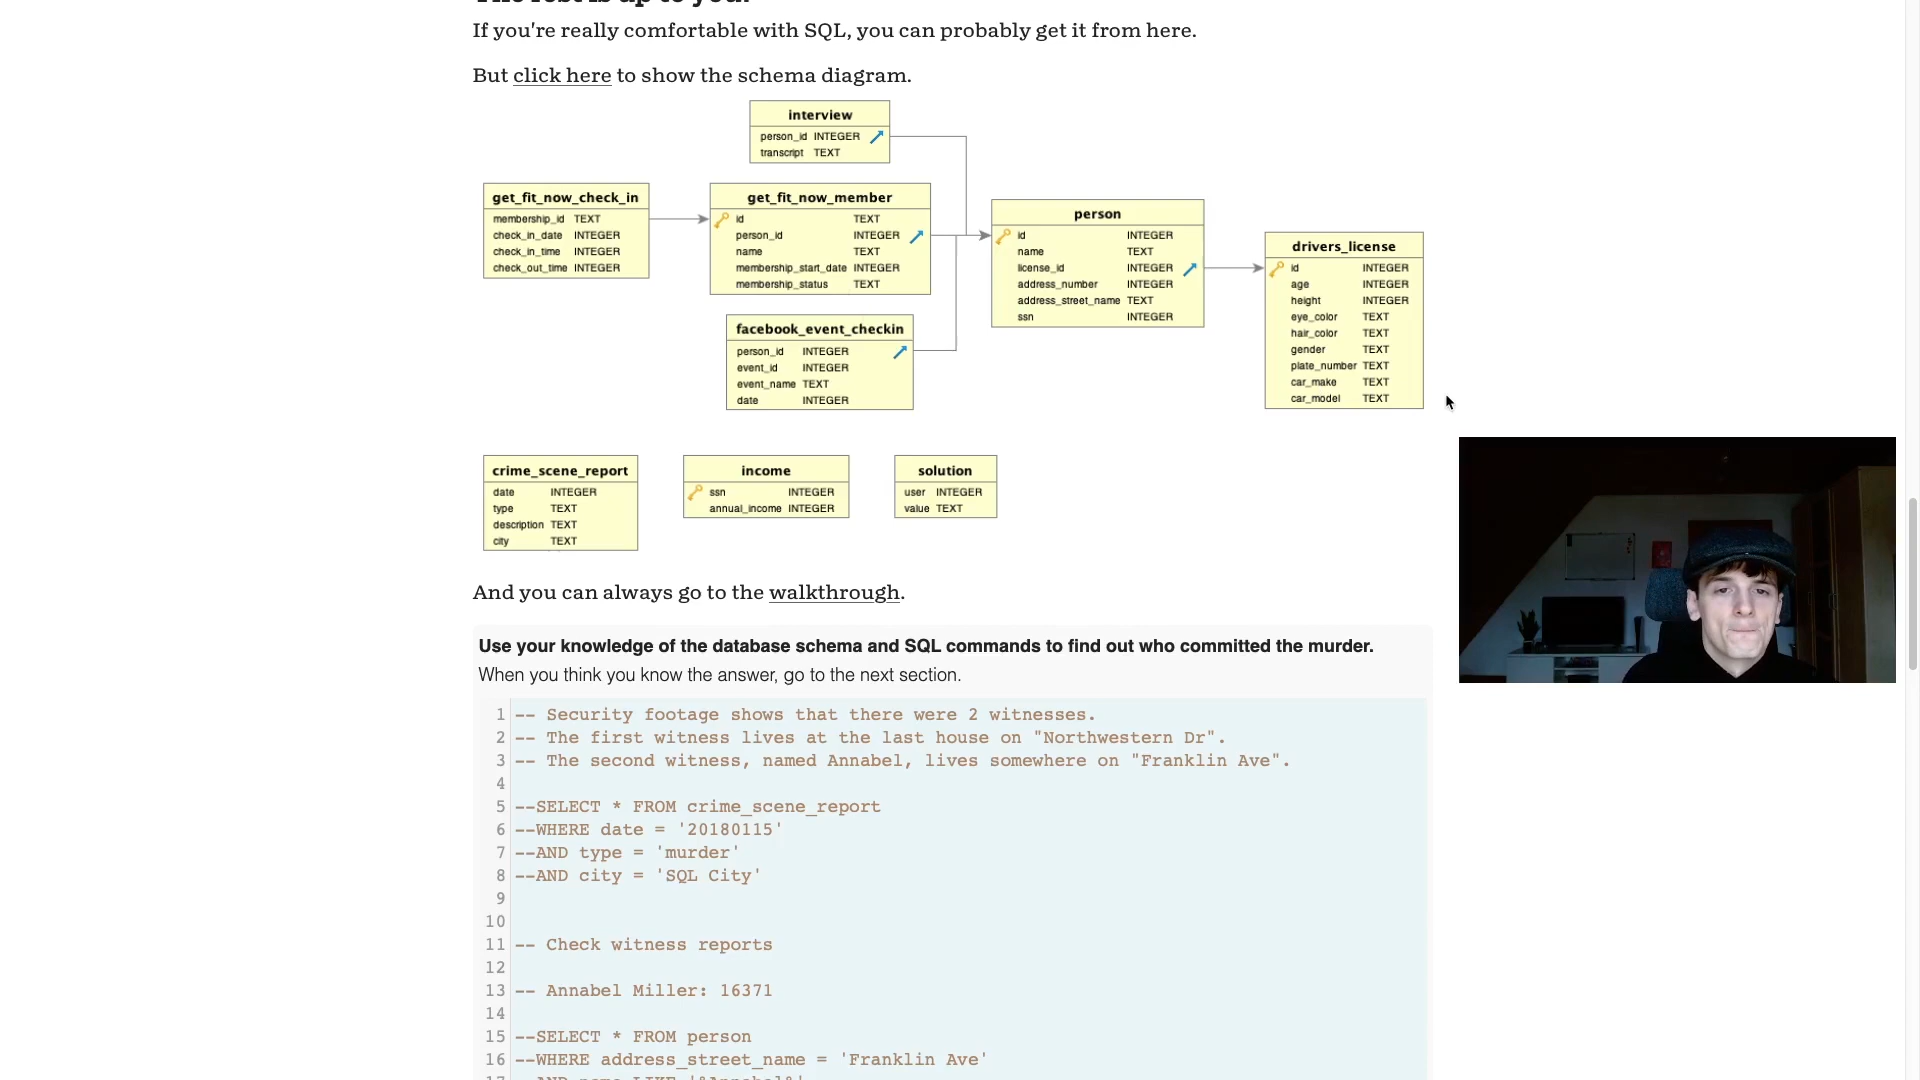 If you're really comfortable with SQL, you can probably get it from here.
But click here to show the schema diagram.
interview
person_id INTEGER
transcript TEXT
get_fit_now_check_in
membership_id TEXT
check_in_date INTEGER
check_in_time INTEGER
check_out_time INTEGER
get_fit_now_member
id TEXT
person_id INTEGER
name TEXT
membership_start_date INTEGER
membership_status TEXT
person
id INTEGER
name TEXT
license_id INTEGER
address_number INTEGER
address_street_name TEXT
ssn INTEGER
drivers_license
id INTEGER
age INTEGER
height INTEGER
eye_color TEXT
hair_color TEXT
gender TEXT
plate_number TEXT
car_make TEXT
car_model TEXT
facebook_event_checkin
person_id INTEGER
event_id INTEGER
event_name TEXT
date INTEGER
crime_scene_report
date INTEGER
type TEXT
description TEXT
city TEXT
income
ssn INTEGER
annual_income INTEGER
solution
user INTEGER
value TEXT
And you can always go to the walkthrough.
Use your knowledge of the database schema and SQL commands to find out who committed the murder.
When you think you know the answer, go to the next section.
1 -- Security footage shows that there were 2 witnesses.
2 -- The first witness lives at the last house on "Northwestern Dr".
3 -- The second witness, named Annabel, lives somewhere on "Franklin Ave".
4
5 --SELECT * FROM crime_scene_report
6 --WHERE date = '20180115'
7 --AND type = 'murder'
8 --AND city = 'SQL City'
9
10
11 -- Check witness reports
12
13 -- Annabel Miller: 16371
14
15 --SELECT * FROM person
16 --WHERE address_street_name = 'Franklin Ave'